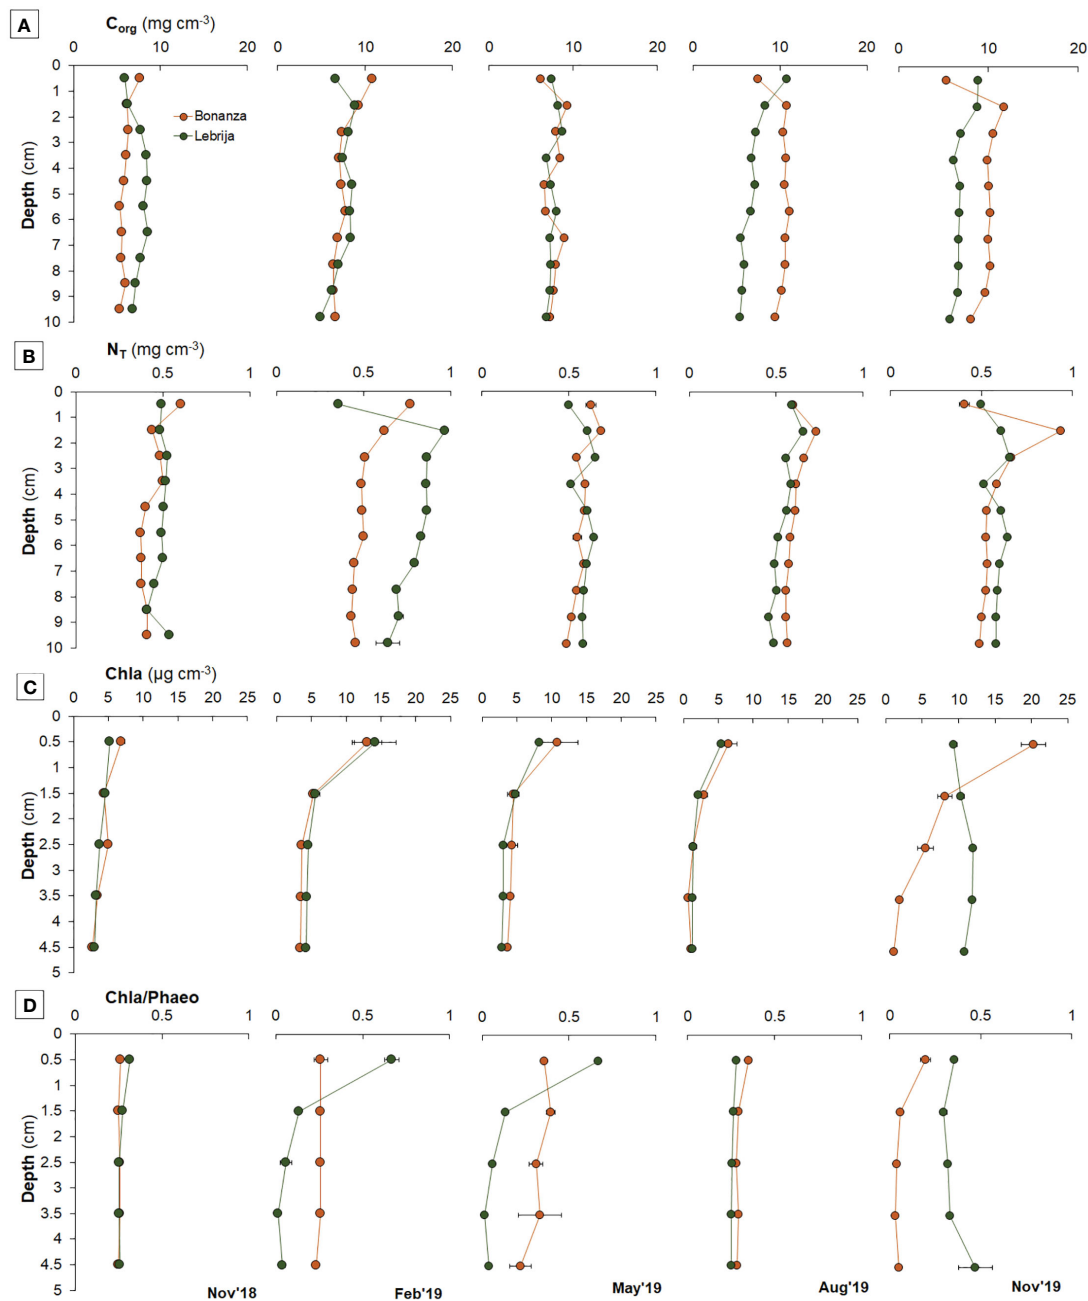 A
C_org (mg cm⁻³)
0 10 20 0 10 20 0 10 20 0 10 20 0 10 20
0
1
2
3
4
5
6
7
8
9
10
Depth (cm)
Bonanza
Lebrija
B
N_T (mg cm⁻³)
0 0.5 1 0 0.5 1 0 0.5 1 0 0.5 1 0 0.5 1
0
1
2
3
4
5
6
7
8
9
10
Depth (cm)
C
Chla (µg cm⁻³)
0 5 10 15 20 25 0 5 10 15 20 25 0 5 10 15 20 25 0 5 10 15 20 25 0 5 10 15 20 25
0
0.5
1
1.5
2
2.5
3
3.5
4
4.5
5
Depth (cm)
D
Chla/Phaeo
0 0.5 1 0 0.5 1 0 0.5 1 0 0.5 1 0 0.5 1
0
0.5
1
1.5
2
2.5
3
3.5
4
4.5
5
Depth (cm)
Nov'18 Feb'19 May'19 Aug'19 Nov'19